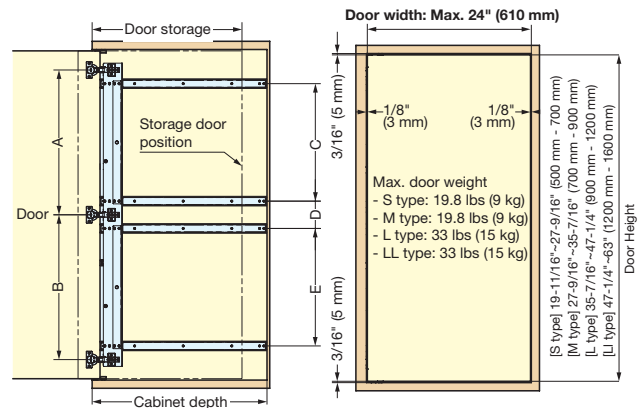 Door storage
A
C
Storage door
position
D
Door
B
E
Cabinet depth
Door width: Max. 24" (610 mm)
3/16" (5 mm)
1/8"
(3 mm)
1/8"
(3 mm)
Max. door weight
- S type: 19.8 lbs (9 kg)
- M type: 19.8 lbs (9 kg)
- L type: 33 lbs (15 kg)
- LL type: 33 lbs (15 kg)
3/16" (5 mm)
[S type] 19-11/16"~27-9/16" (500 mm - 700 mm)
[M type] 27-9/16"~35-7/16" (700 mm - 900 mm)
[L type] 35-7/16"~47-1/4" (900 mm - 1200 mm)
[Ll type] 47-1/4"~63" (1200 mm - 1600 mm)
Door Height